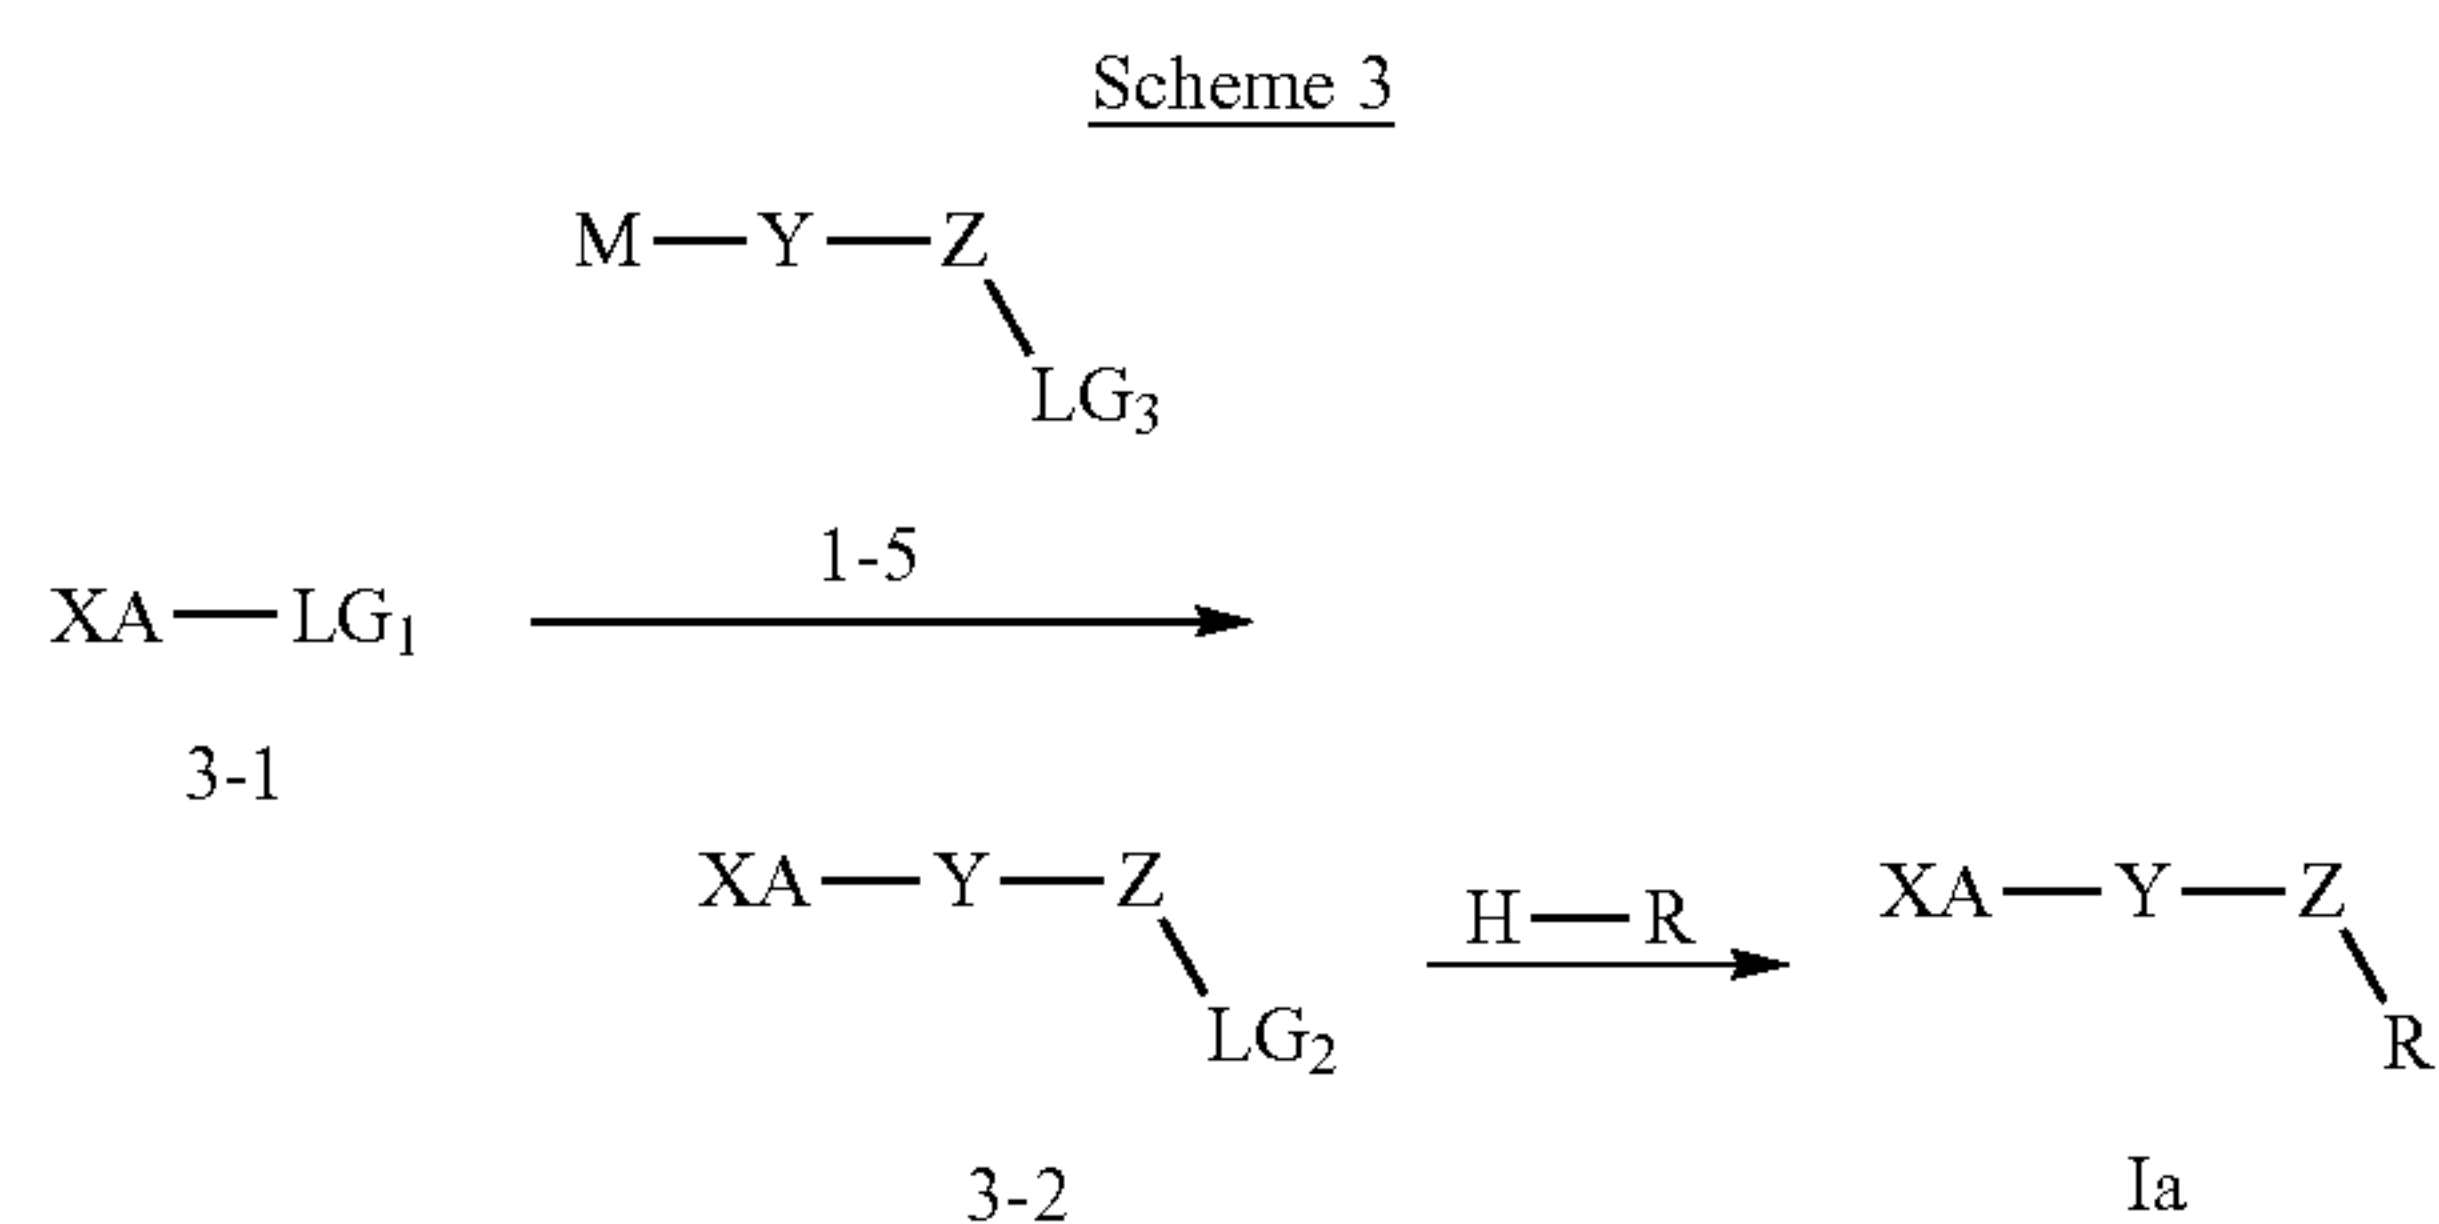 Scheme 3
M—Y—Z
LG₃
1-5
XA—LG₁
3-1
XA—Y—Z
LG₂
3-2
H—R
XA—Y—Z
R
Ia